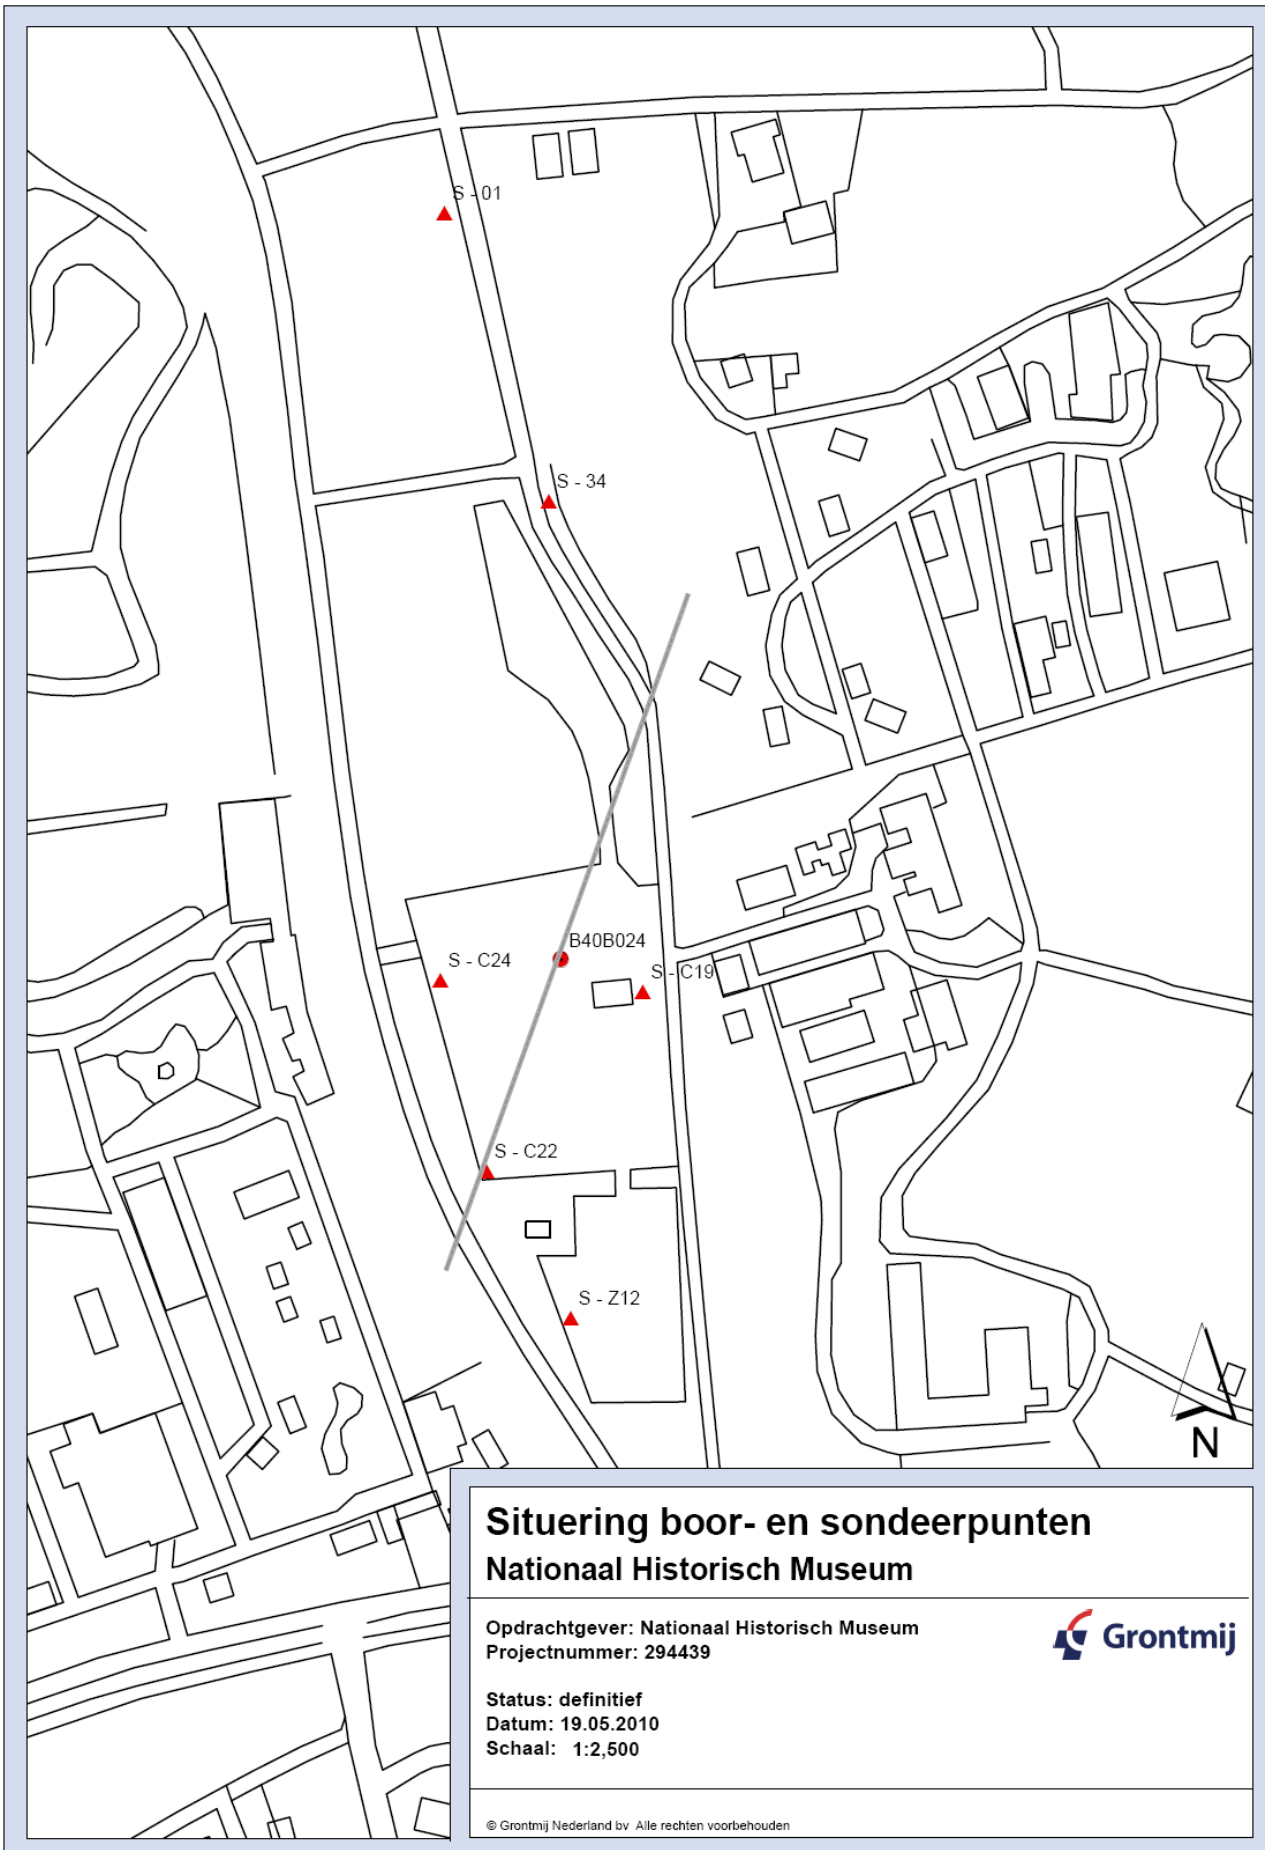 S - 01
S - 34
B40B024
S - C24
S - C19
S - C22
S - Z12
N
Situering boor- en sondeerpunten
Nationaal Historisch Museum
Opdrachtgever: Nationaal Historisch Museum
Projectnummer: 294439
Grontmij
Status: definitief
Datum: 19.05.2010
Schaal: 1:2,500
© Grontmij Nederland bv Alle rechten voorbehouden